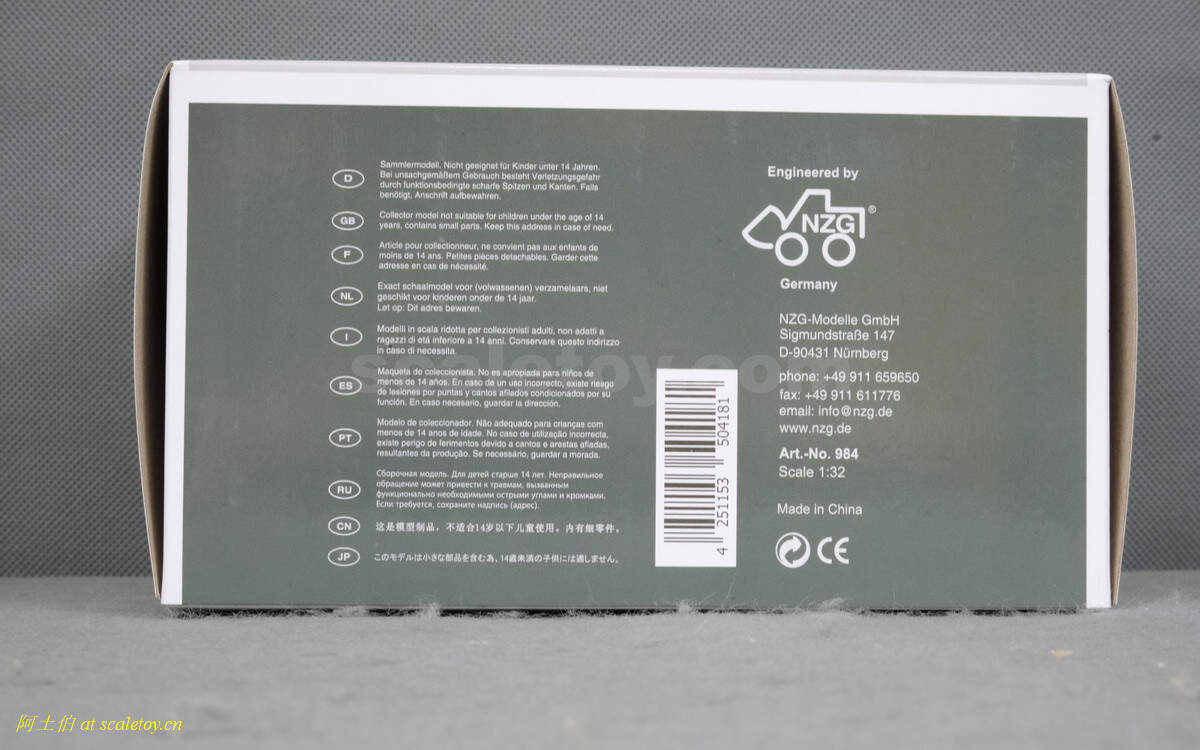 D
Sammlermodell. Nicht geeignet für Kinder unter 14 Jahren.
Bei unsachgemäßem Gebrauch besteht Verletzungsgefahr
durch funktionsbedingte scharfe Spitzen und Kanten. Falls
benötigt, Anschrift aufbewahren.
GB
Collector model not suitable for children under the age of 14
years, contains small parts. Keep this address in case of need.
F
Article pour collectionneur, ne convient pas aux enfants de
moins de 14 ans. Petites pièces detachables. Garder cette
adresse en cas de nécessité.
NL
Exact schaalmodel voor (volwassenen) verzamelaars, niet
geschikt voor kinderen onder de 14 jaar.
Let op: Dit adres bewaren.
I
Modelli in scala ridotta per collezionisti adulti, non adatti a
ragazzi di etá inferiore a 14 anni. Conservare questo indirizzo
in caso di necessita.
ES
Maqueta de coleccionista. No es apropiada para niños de
menos de 14 años. En caso de un uso incorrecto, existe riesgo
de lesiones por puntas y cantos afilados condicionados por su
función. En caso necesario, guardar la dirección.
PT
Modelo de coleccionador. Não adequado para crianças com
menos de 14 anos de idade. No caso de utilização incorrecta,
existe perigo de ferimentos devido a cantos e arestas afiadas,
resultantes da produção. Se necessário, guardar a morada.
RU
Сборочная модель. Для детей старше 14 лет. Неправильное
обращение может привести к травмам, вызванным
функционально необходимыми острыми углами и кромками.
Если требуется, сохраните надпись (адрес).
CN
这是模型制品，不适合14岁以下儿童使用。内有细零件。
JP
このモデルは小さな部品を含む為、14歳未満の子供には適しません。
scaletoy.com
4 251153 504181
Engineered by
NZG®
Germany
NZG-Modelle GmbH
Sigmundstraße 147
D-90431 Nürnberg
phone: +49 911 659650
fax: +49 911 611776
email: info@nzg.de
www.nzg.de
Art.-No. 984
Scale 1:32
Made in China
CE
阿土伯 at scaletoy.cn